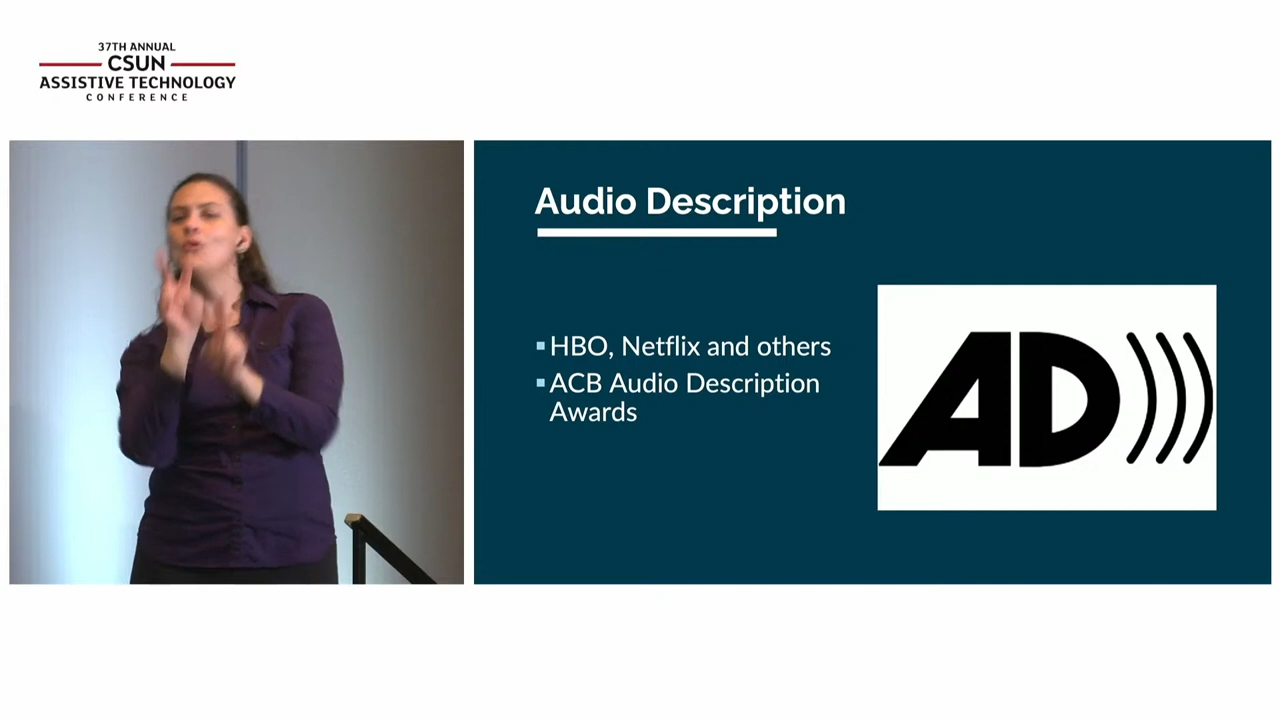 37TH ANNUAL
CSUN
ASSISTIVE TECHNOLOGY
CONFERENCE
Audio Description
HBO, Netflix and others
ACB Audio Description
Awards
AD